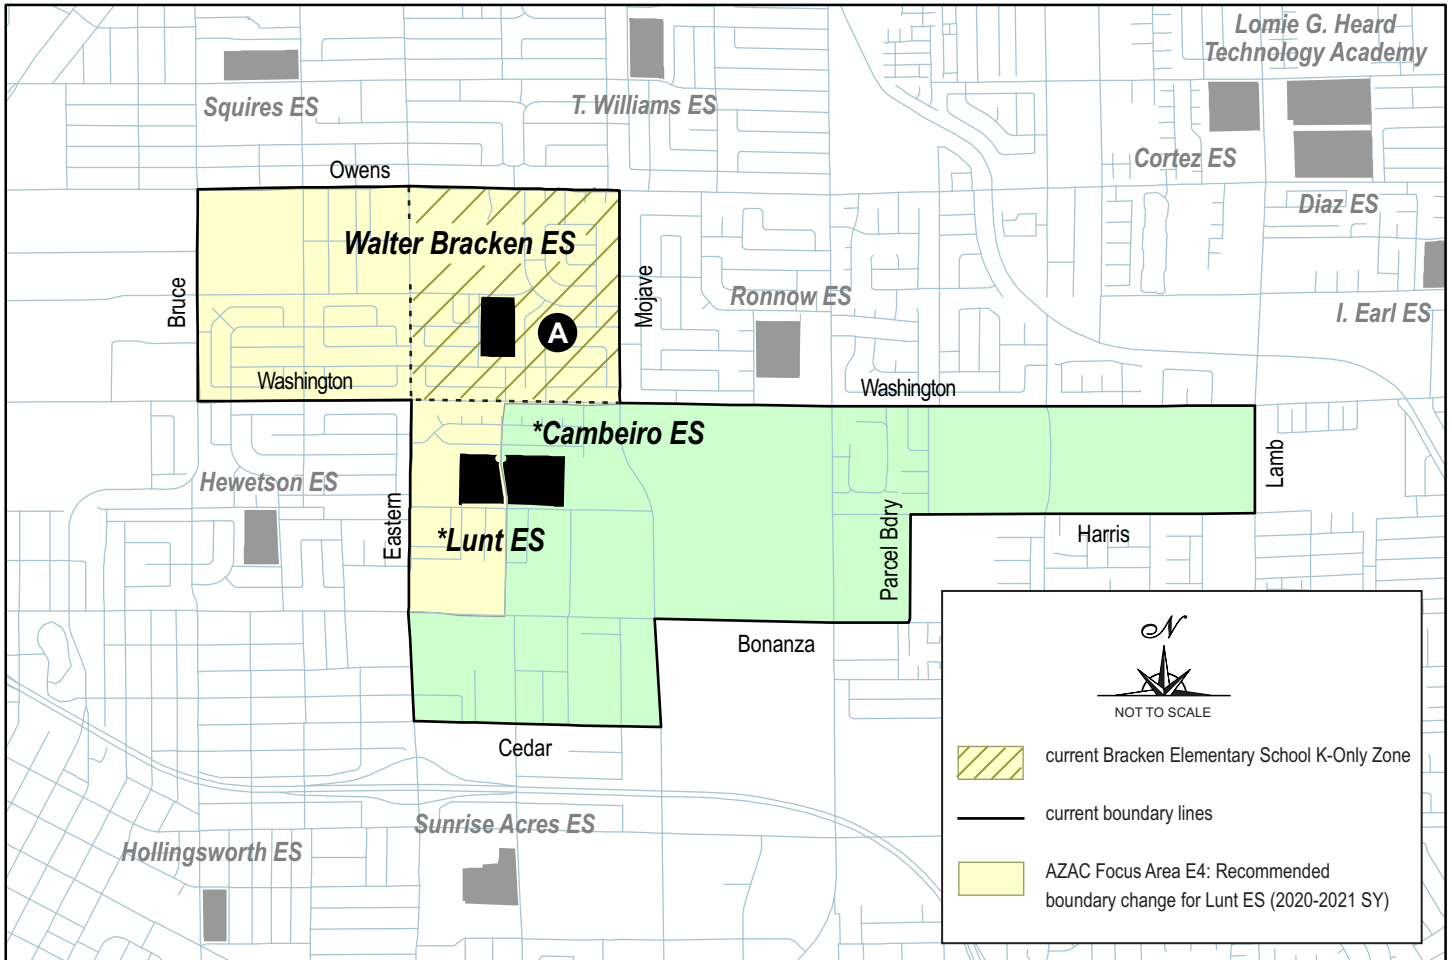 Lomie G. Heard
Technology Academy
Squires ES
T. Williams ES
Cortez ES
Diaz ES
Owens
Walter Bracken ES
Bruce
Mojave
Ronnow ES
I. Earl ES
A
Washington
Washington
*Cambeiro ES
Lamb
Hewetson ES
Eastern
*Lunt ES
Parcel Bdry
Harris
Bonanza
Cedar
Sunrise Acres ES
Hollingsworth ES
N
NOT TO SCALE
current Bracken Elementary School K-Only Zone
current boundary lines
AZAC Focus Area E4: Recommended
boundary change for Lunt ES (2020-2021 SY)